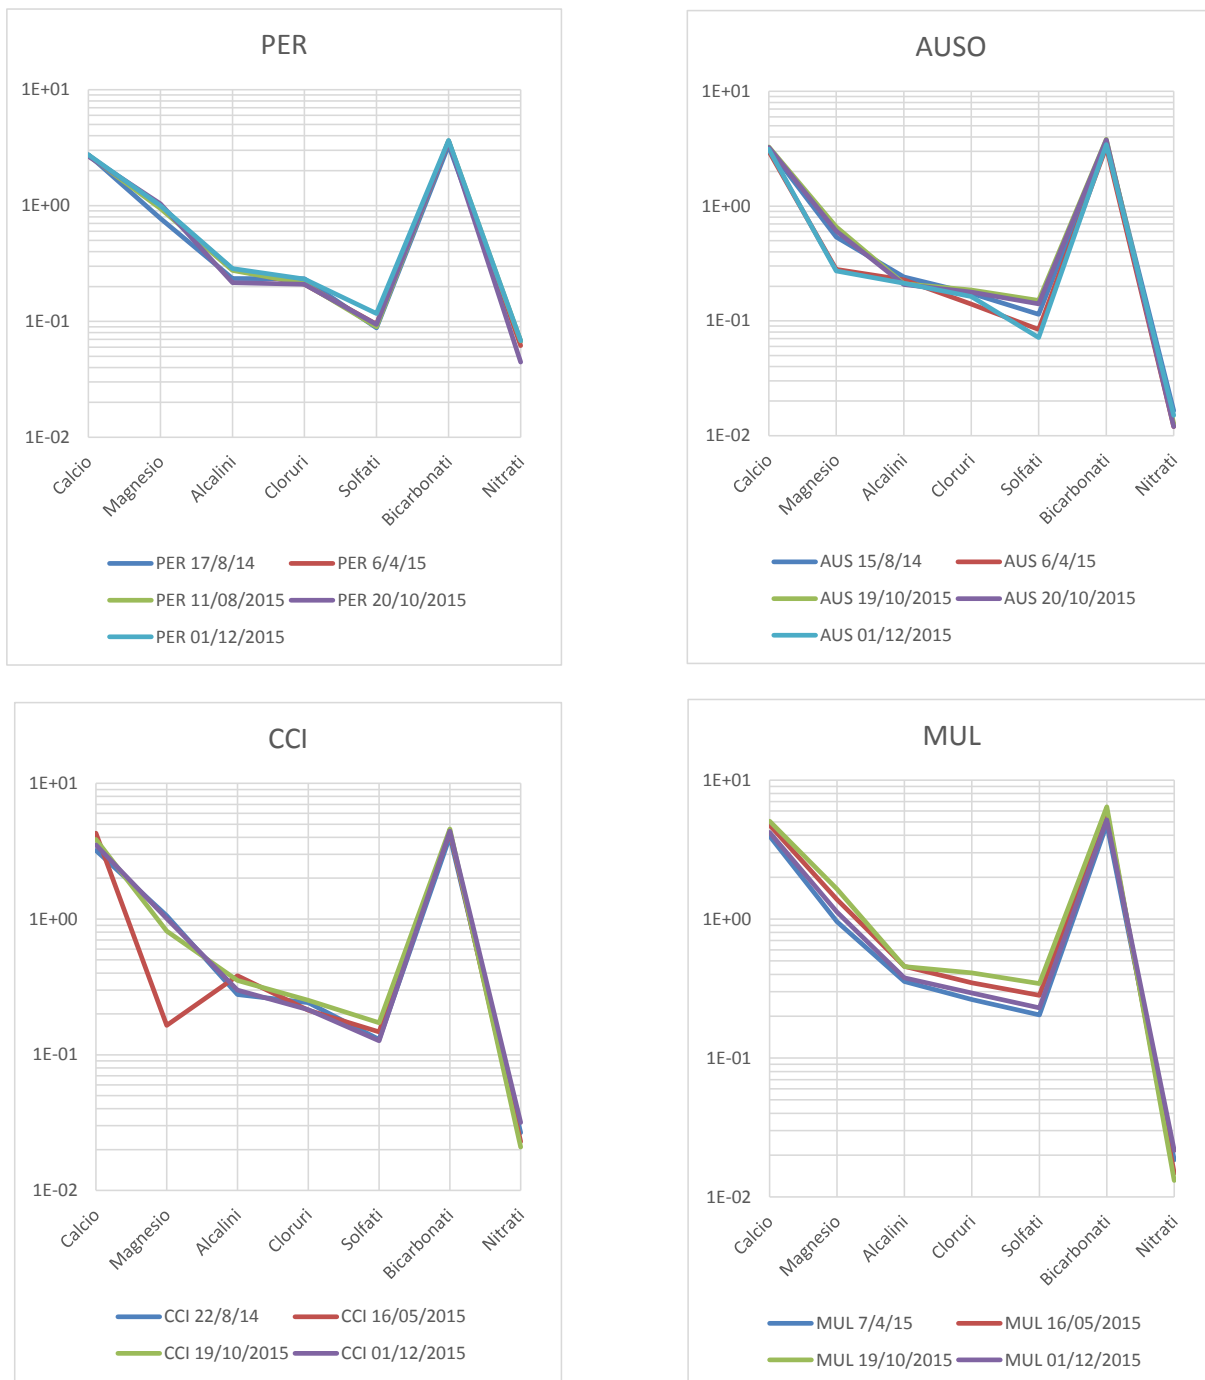 PER
1E+01
1E+00
1E-01
1E-02
Calcio
Magnesio
Alcalini
Cloruri
Solfati
Bicarbonati
Nitrati
PER 17/8/14 PER 6/4/15
PER 11/08/2015 PER 20/10/2015
PER 01/12/2015
AUSO
1E+01
1E+00
1E-01
1E-02
Calcio
Magnesio
Alcalini
Cloruri
Solfati
Bicarbonati
Nitrati
AUS 15/8/14 AUS 6/4/15
AUS 19/10/2015 AUS 20/10/2015
AUS 01/12/2015
CCI
1E+01
1E+00
1E-01
1E-02
Calcio
Magnesio
Alcalini
Cloruri
Solfati
Bicarbonati
Nitrati
CCI 22/8/14 CCI 16/05/2015
CCI 19/10/2015 CCI 01/12/2015
MUL
1E+01
1E+00
1E-01
1E-02
Calcio
Magnesio
Alcalini
Cloruri
Solfati
Bicarbonati
Nitrati
MUL 7/4/15 MUL 16/05/2015
MUL 19/10/2015 MUL 01/12/2015